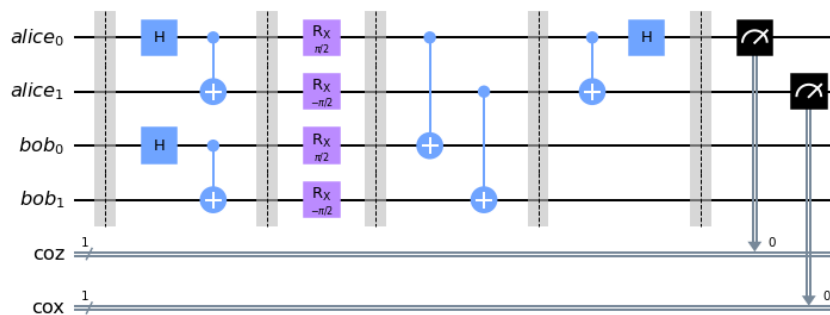 alice0 H RX π/2 H
alice1 RX −π/2
bob0 H RX π/2
bob1 RX −π/2
coz 1 0
cox 1 0